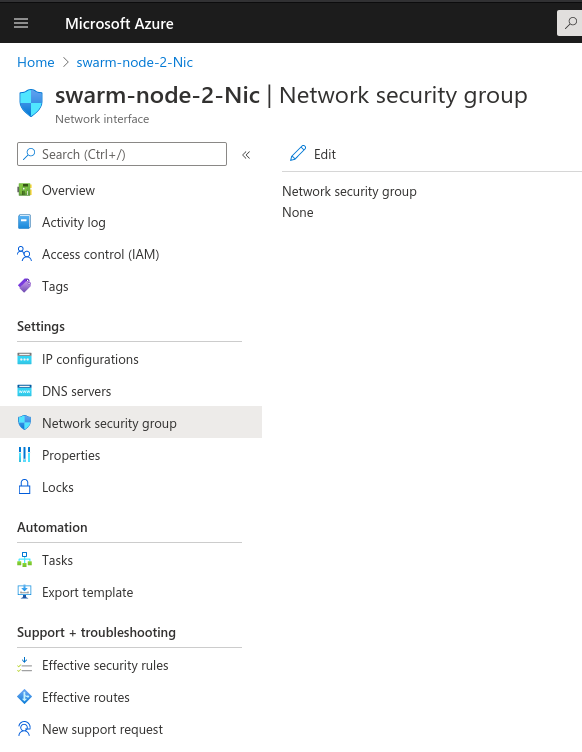 Microsoft Azure
Home > swarm-node-2-Nic
swarm-node-2-Nic | Network security group
Network interface
Search (Ctrl+/)
«
Edit
Overview
Activity log
Access control (IAM)
Tags
Settings
IP configurations
DNS servers
Network security group
Properties
Locks
Automation
Tasks
Export template
Support + troubleshooting
Effective security rules
Effective routes
New support request
Network security group
None